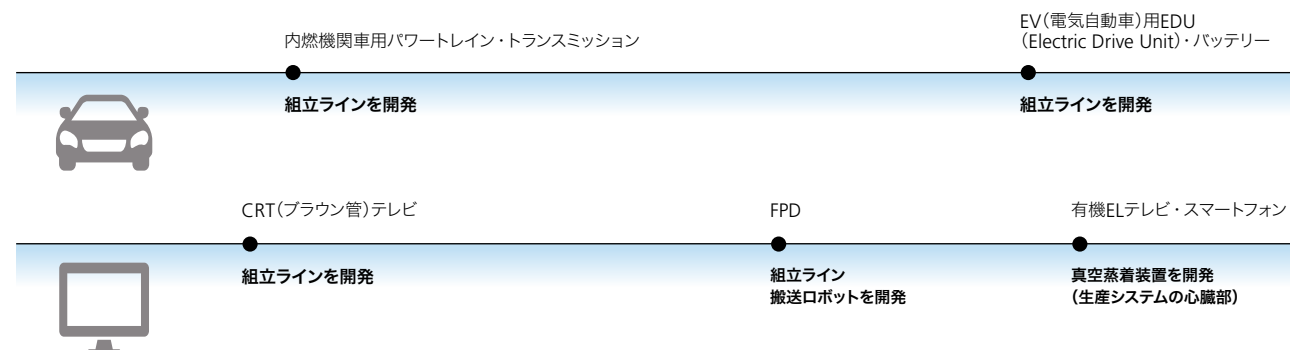 内燃機関車用パワートレイン・トランスミッション
EV(電気自動車)用EDU
(Electric Drive Unit)・バッテリー
組立ラインを開発
組立ラインを開発
CRT(ブラウン管)テレビ
FPD
有機ELテレビ・スマートフォン
組立ラインを開発
組立ライン
搬送ロボットを開発
真空蒸着装置を開発
(生産システムの心臓部)